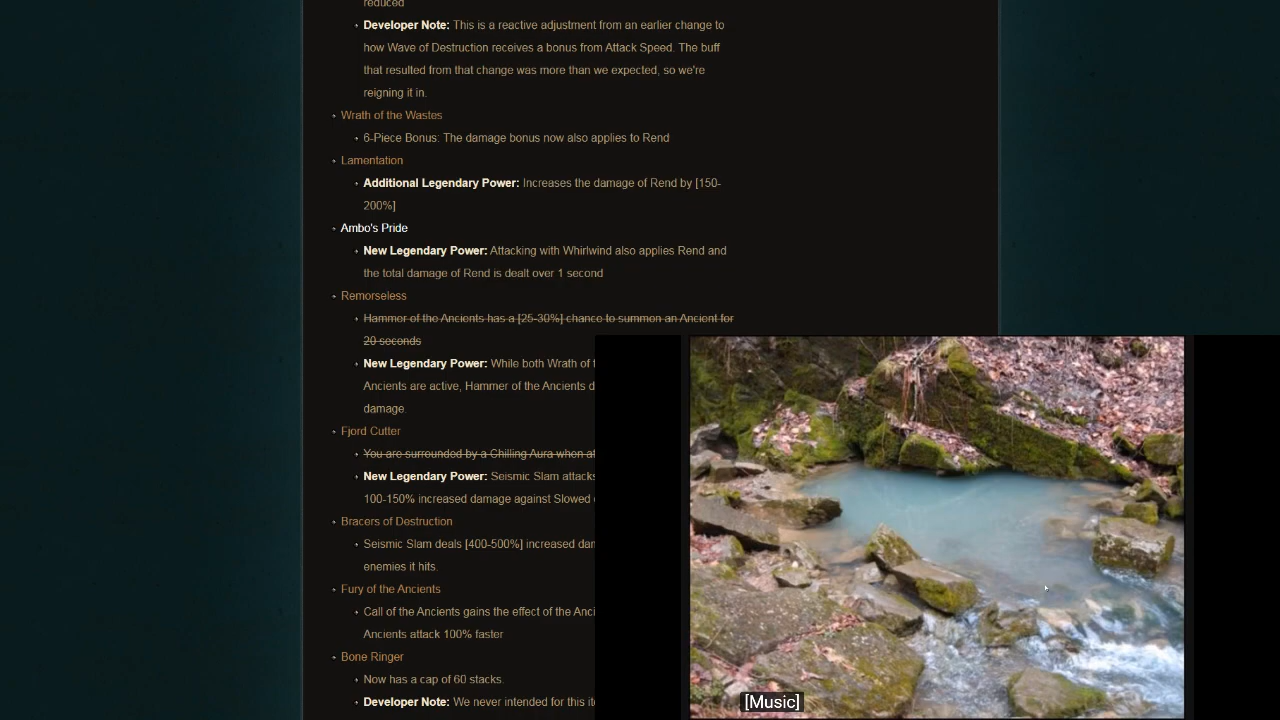 reduced
Developer Note: This is a reactive adjustment from an earlier change to
how Wave of Destruction receives a bonus from Attack Speed. The buff
that resulted from that change was more than we expected, so we're
reigning it in.
Wrath of the Wastes
6-Piece Bonus: The damage bonus now also applies to Rend
Lamentation
Additional Legendary Power: Increases the damage of Rend by [150-
200%]
Ambo's Pride
New Legendary Power: Attacking with Whirlwind also applies Rend and
the total damage of Rend is dealt over 1 second
Remorseless
Hammer of the Ancients has a [25-30%] chance to summon an Ancient for
20 seconds
New Legendary Power: While both Wrath of
Ancients are active, Hammer of the Ancients
damage.
Fjord Cutter
You are surrounded by a Chilling Aura when
New Legendary Power: Seismic Slam attacks
100-150% increased damage against Slowed
Bracers of Destruction
Seismic Slam deals [400-500%] increased
enemies it hits.
Fury of the Ancients
Call of the Ancients gains the effect of the
Ancients attack 100% faster
Bone Ringer
Now has a cap of 60 stacks.
Developer Note: We never intended for this
[Music]